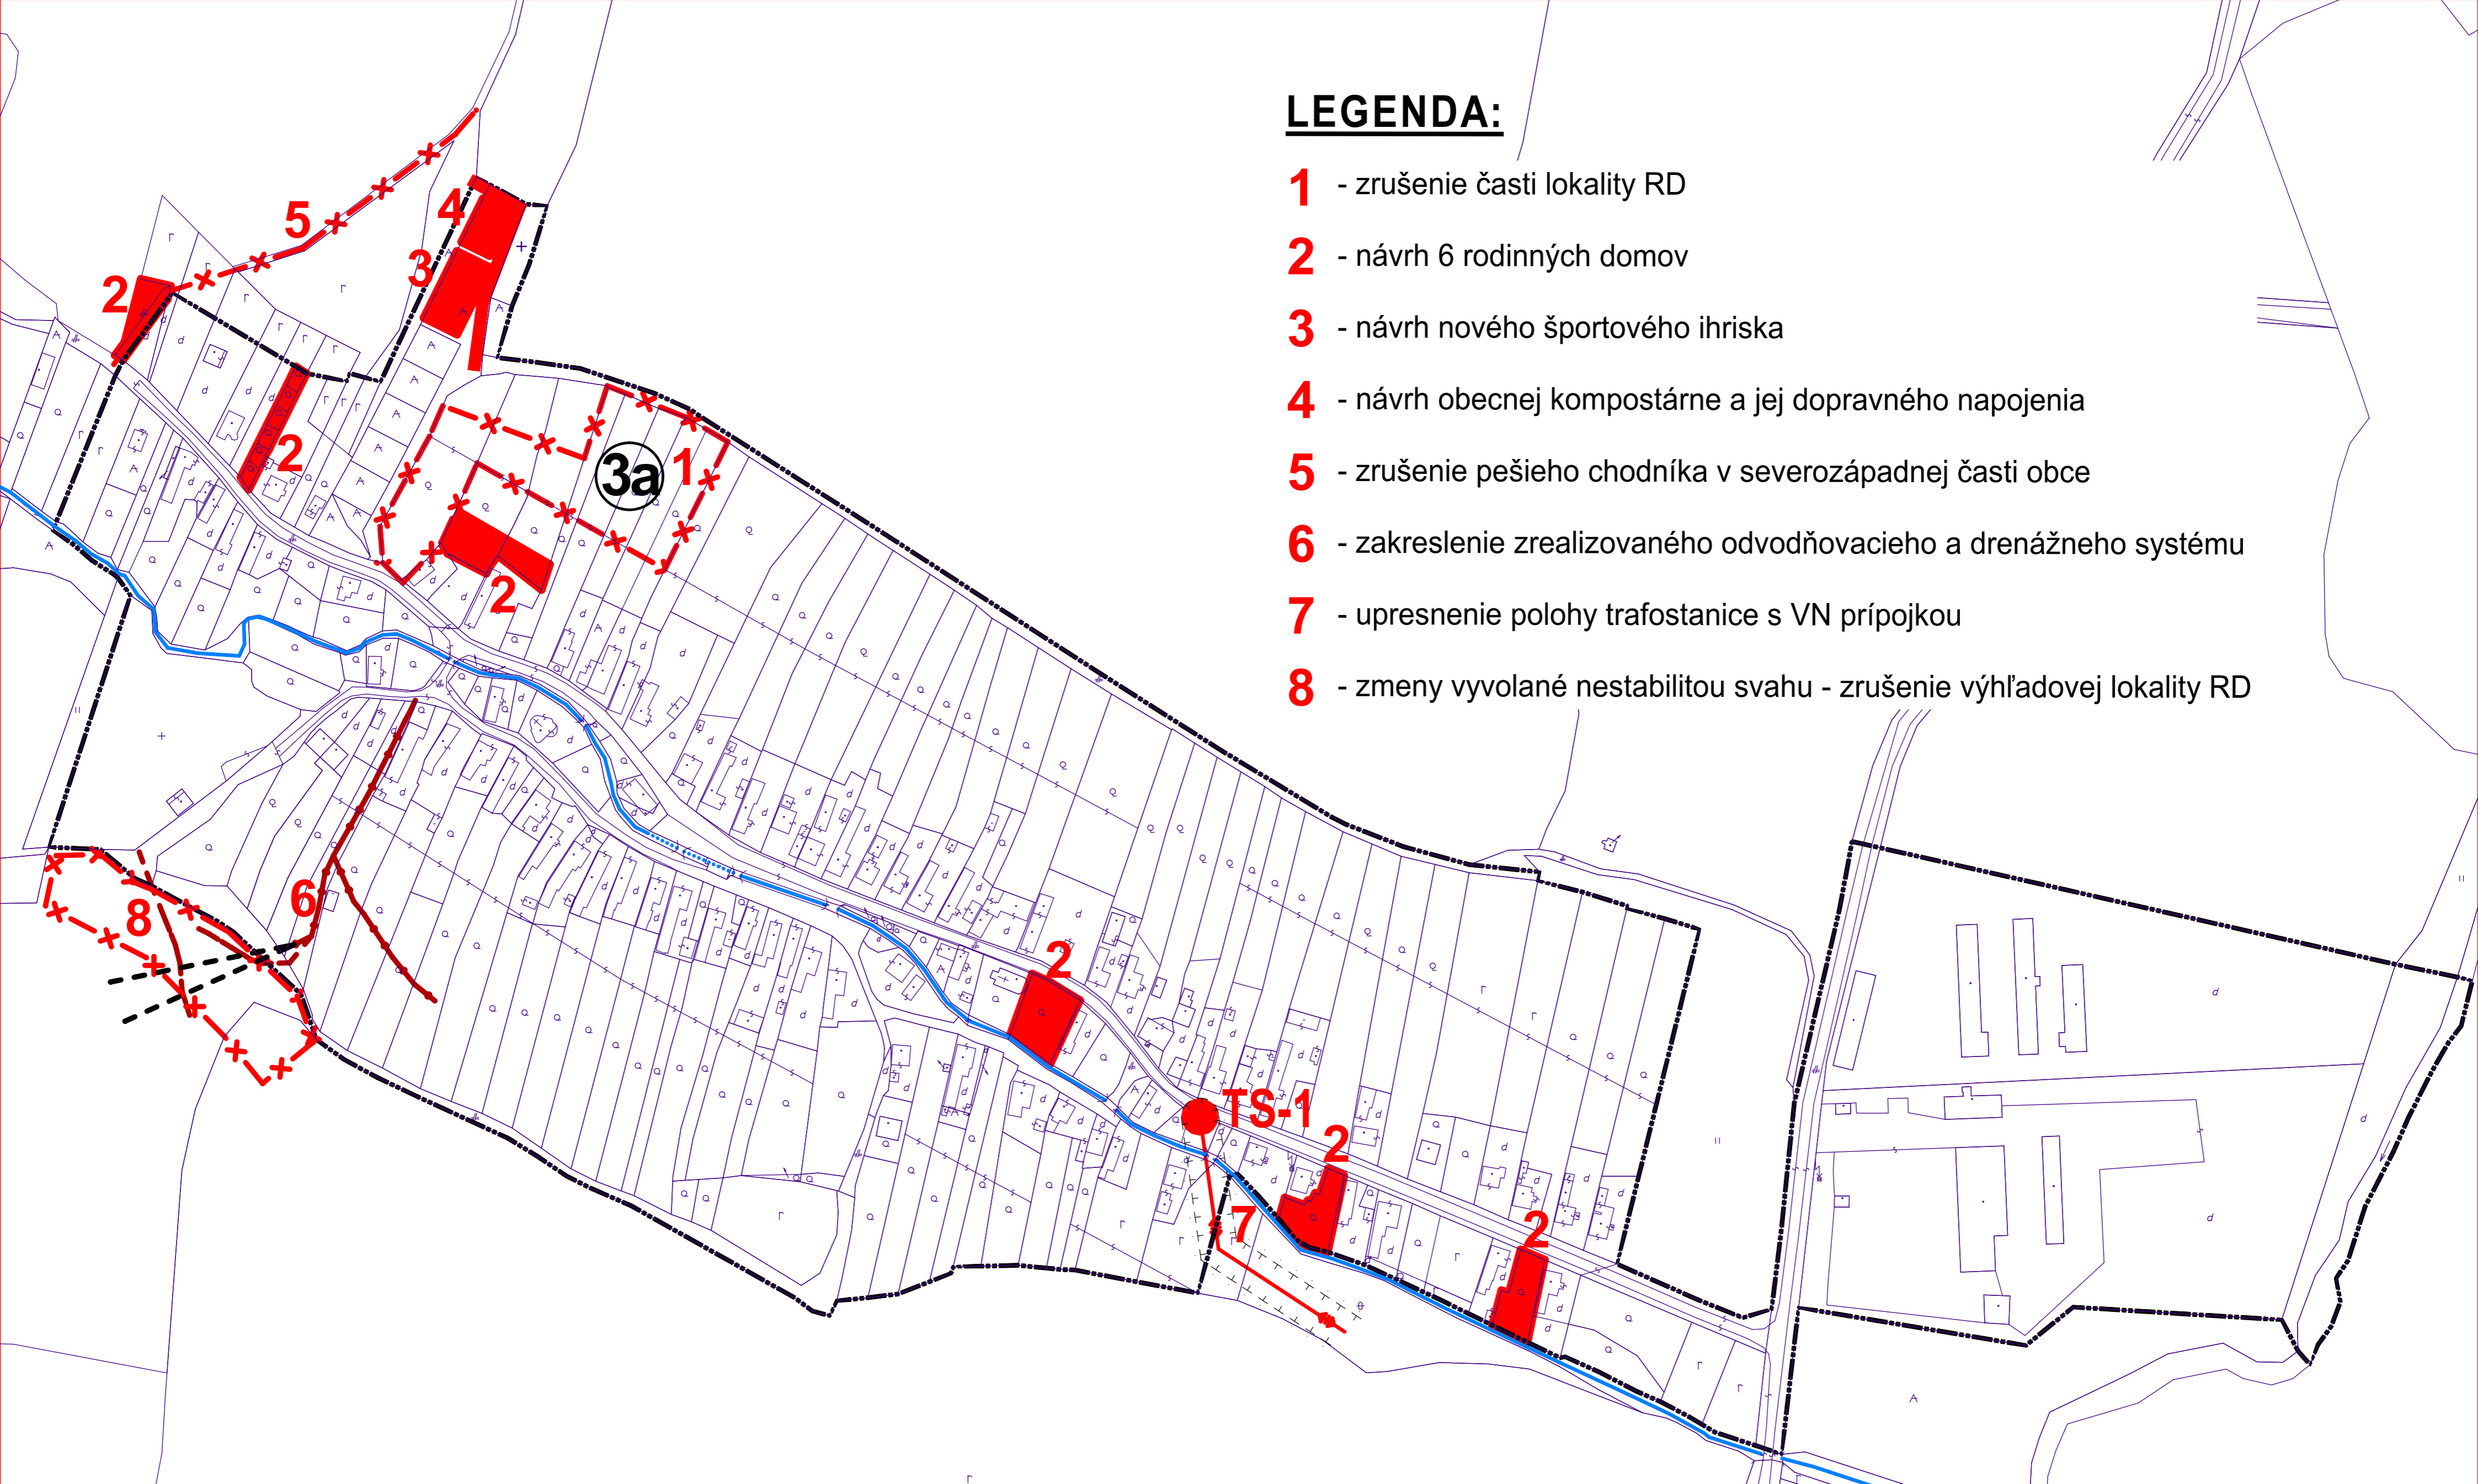 LEGENDA:
1 - zrušenie časti lokality RD
2 - návrh 6 rodinných domov
3 - návrh nového športového ihriska
4 - návrh obecnej kompostárne a jej dopravného napojenia
5 - zrušenie pešieho chodníka v severozápadnej časti obce
6 - zakreslenie zrealizovaného odvodňovacieho a drenážneho systému
7 - upresnenie polohy trafostanice s VN prípojkou
8 - zmeny vyvolané nestabilitou svahu - zrušenie výhľadovej lokality RD
5
4
3
2
2
1
3a
2
6
8
2
TS-1
2
7
2